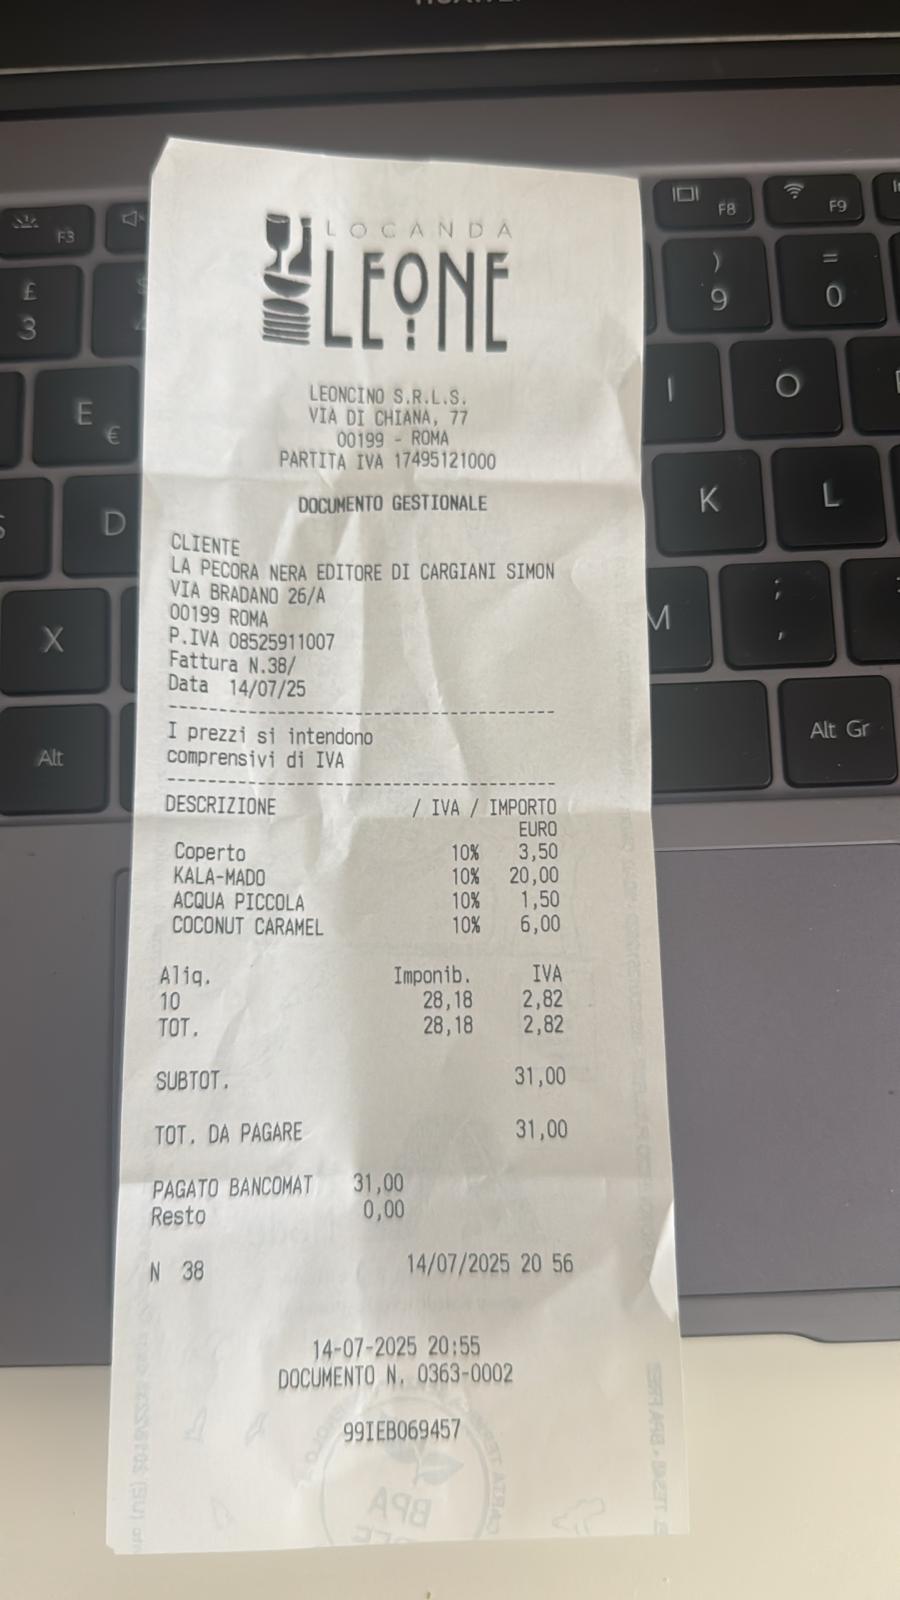 LOCANDA
LEONE
LEONCINO S.R.L.S.
VIA DI CHIANA, 77
00199 - ROMA
PARTITA IVA 17495121000
DOCUMENTO GESTIONALE
CLIENTE
LA PECORA NERA EDITORE DI CARGIANI SIMON
VIA BRADANO 26/A
00199 ROMA
P.IVA 08525911007
Fattura N.38/
Data 14/07/25
I prezzi si intendono
comprensivi di IVA
DESCRIZIONE / IVA / IMPORTO
EURO
Coperto 10% 3,50
KALA-MADO 10% 20,00
ACQUA PICCOLA 10% 1,50
COCONUT CARAMEL 10% 6,00
Aliq. Imponib. IVA
10 28,18 2,82
TOT. 28,18 2,82
SUBTOT. 31,00
TOT. DA PAGARE 31,00
PAGATO BANCOMAT 31,00
Resto 0,00
N 38 14/07/2025 20 56
14-07-2025 20:55
DOCUMENTO N. 0363-0002
99IEB069457
F3
F8
F9
£
3
)
9
=
0
E
€
I
O
D
K
L
X
M
;
,
Alt
Alt Gr